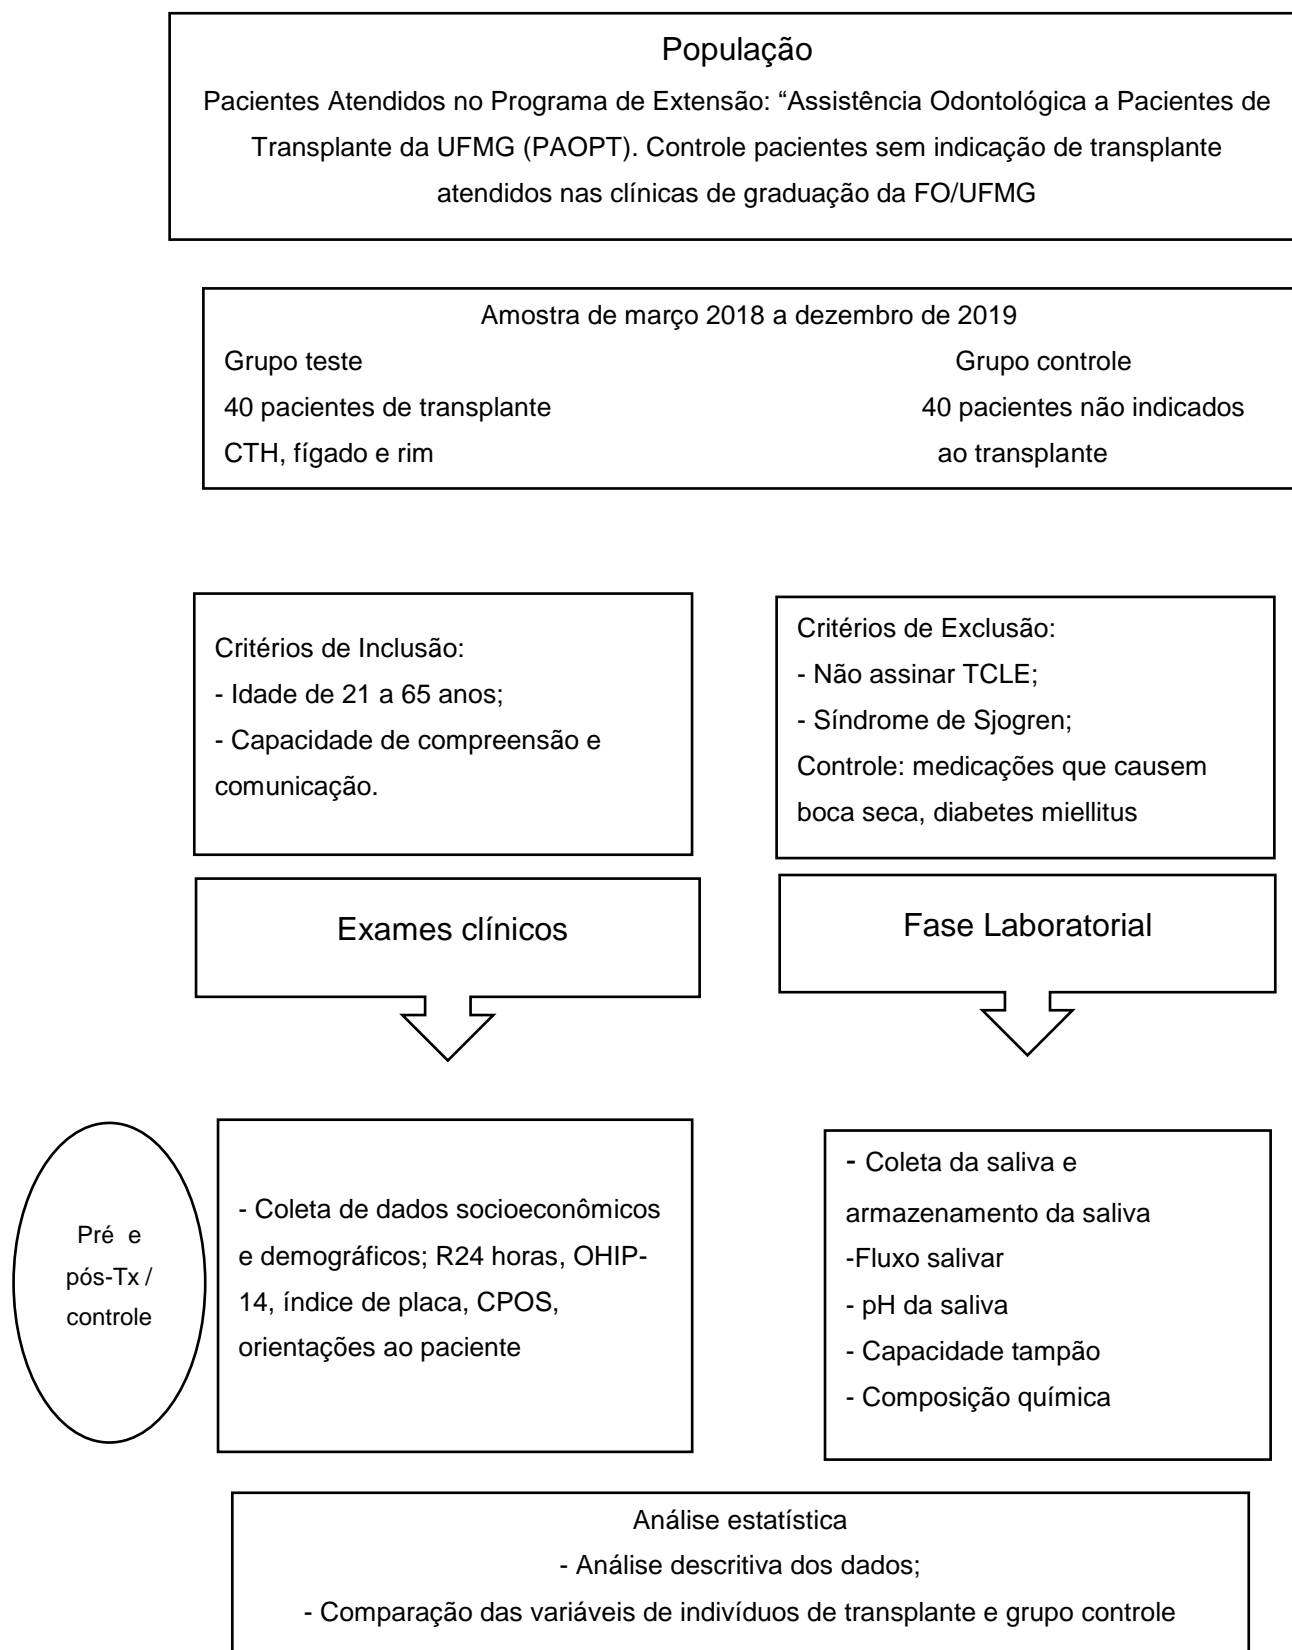 População
Pacientes Atendidos no Programa de Extensão: “Assistência Odontológica a Pacientes de
Transplante da UFMG (PAOPT). Controle pacientes sem indicação de transplante
atendidos nas clínicas de graduação da FO/UFMG
Amostra de março 2018 a dezembro de 2019
Grupo teste
Grupo controle
40 pacientes de transplante
40 pacientes não indicados
CTH, fígado e rim
ao transplante
Critérios de Inclusão:
- Idade de 21 a 65 anos;
- Capacidade de compreensão e
comunicação.
Critérios de Exclusão:
- Não assinar TCLE;
- Síndrome de Sjogren;
Controle: medicações que causem
boca seca, diabetes miellitus
Exames clínicos
Fase Laboratorial
Pré e
pós-Tx /
controle
- Coleta de dados socioeconômicos
e demográficos; R24 horas, OHIP-
14, índice de placa, CPOS,
orientações ao paciente
- Coleta da saliva e
armazenamento da saliva
-Fluxo salivar
- pH da saliva
- Capacidade tampão
- Composição química
Análise estatística
- Análise descritiva dos dados;
- Comparação das variáveis de indivíduos de transplante e grupo controle